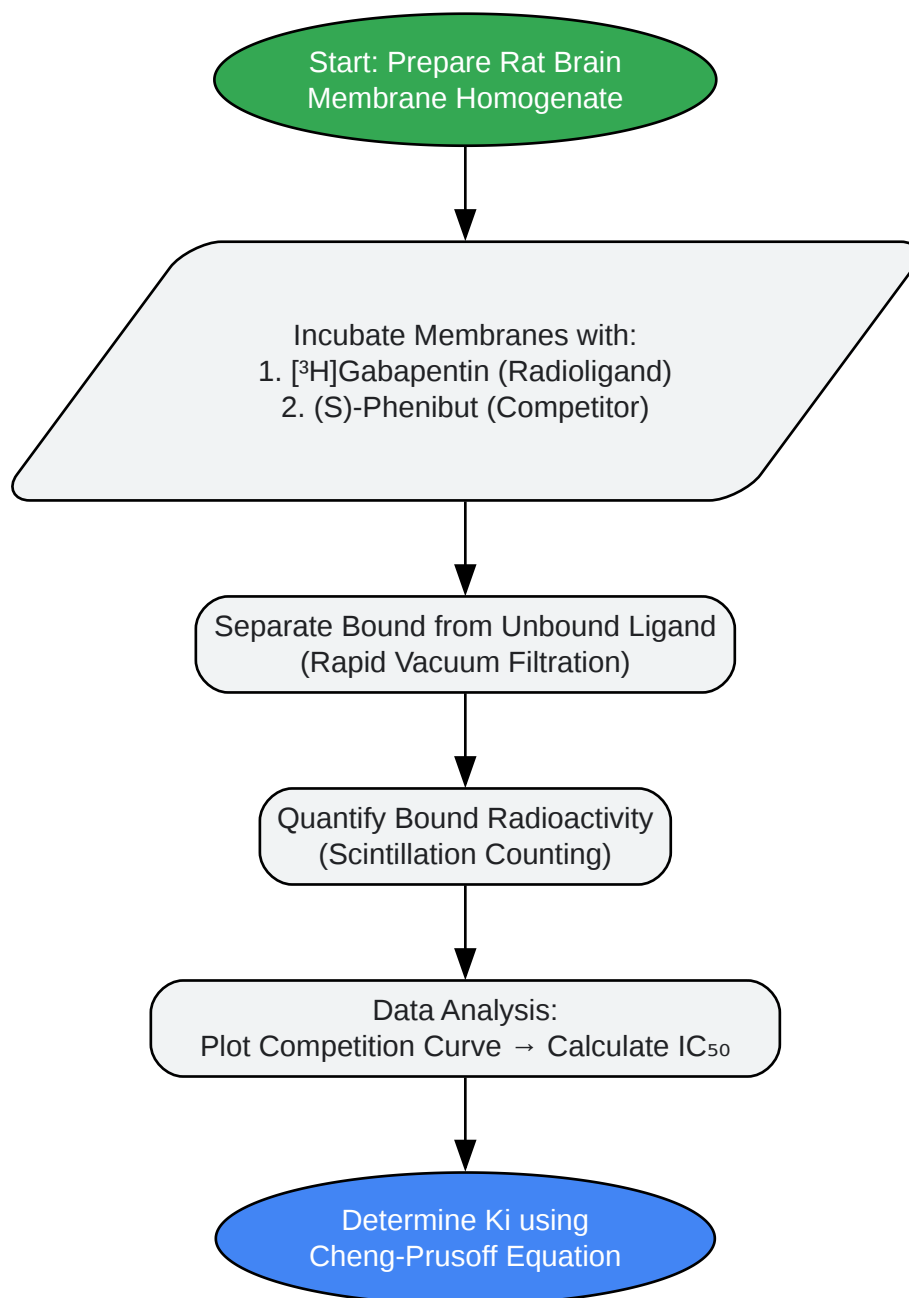 Start: Prepare Rat Brain
Membrane Homogenate
Incubate Membranes with:
1. [³H]Gabapentin (Radioligand)
2. (S)-Phenibut (Competitor)
Separate Bound from Unbound Ligand
(Rapid Vacuum Filtration)
Quantify Bound Radioactivity
(Scintillation Counting)
Data Analysis:
Plot Competition Curve → Calculate IC₅₀
Determine Ki using
Cheng-Prusoff Equation